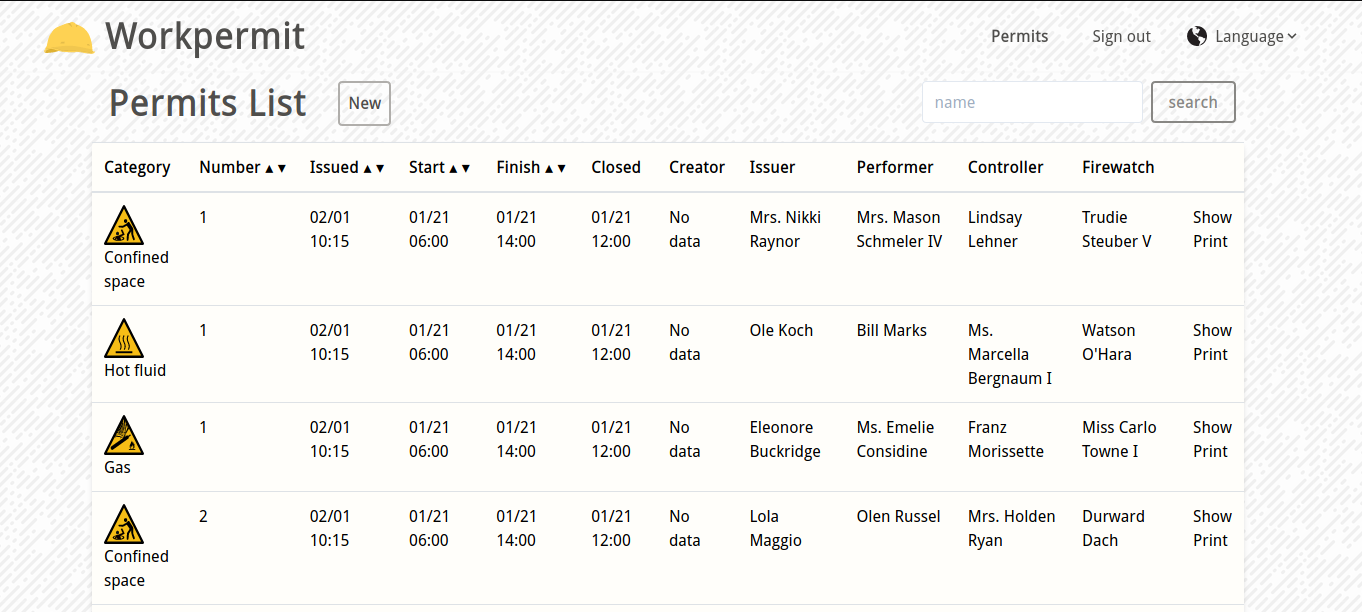 Workpermit
Permits Sign out Language
Permits List New name search
Category Number ▲▼ Issued ▲▼ Start ▲▼ Finish ▲▼ Closed Creator Issuer Performer Controller Firewatch
1 02/01 01/21 01/21 01/21 No Mrs. Nikki Mrs. Mason Lindsay Trudie Show
10:15 06:00 14:00 12:00 data Raynor Schmeler IV Lehner Steuber V Print
Confined
space
1 02/01 01/21 01/21 01/21 No Ole Koch Bill Marks Ms. Watson Show
10:15 06:00 14:00 12:00 data Marcella O'Hara Print
Hot fluid Bergnaum I
1 02/01 01/21 01/21 01/21 No Eleonore Ms. Emelie Franz Miss Carlo Show
10:15 06:00 14:00 12:00 data Buckridge Considine Morissette Towne I Print
Gas
2 02/01 01/21 01/21 01/21 No Lola Olen Russel Mrs. Holden Durward Show
10:15 06:00 14:00 12:00 data Maggio Ryan Dach Print
Confined
space